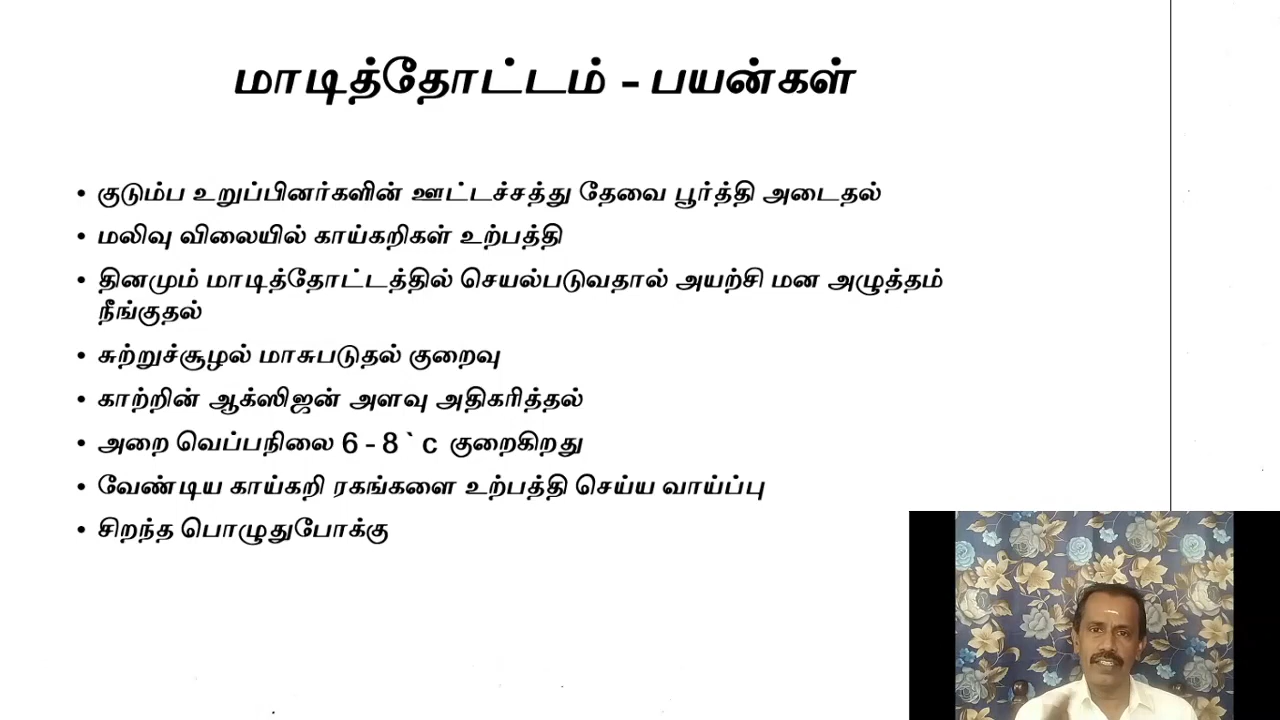 மாடித்தோட்டம் - பயன்கள்
• குடும்ப உறுப்பினர்களின் ஊட்டச்சத்து தேவை பூர்த்தி அடைதல்
• மலிவு விலையில் காய்கறிகள் உற்பத்தி
• தினமும் மாடித்தோட்டத்தில் செயல்படுவதால் அயற்சி மன அழுத்தம்
நீங்குதல்
• சுற்றுச்சூழல் மாசுபடுதல் குறைவு
• காற்றின் ஆக்ஸிஜன் அளவு அதிகரித்தல்
• அறை வெப்பநிலை 6 - 8 ` c குறைகிறது
• வேண்டிய காய்கறி ரகங்களை உற்பத்தி செய்ய வாய்ப்பு
• சிறந்த பொழுதுபோக்கு